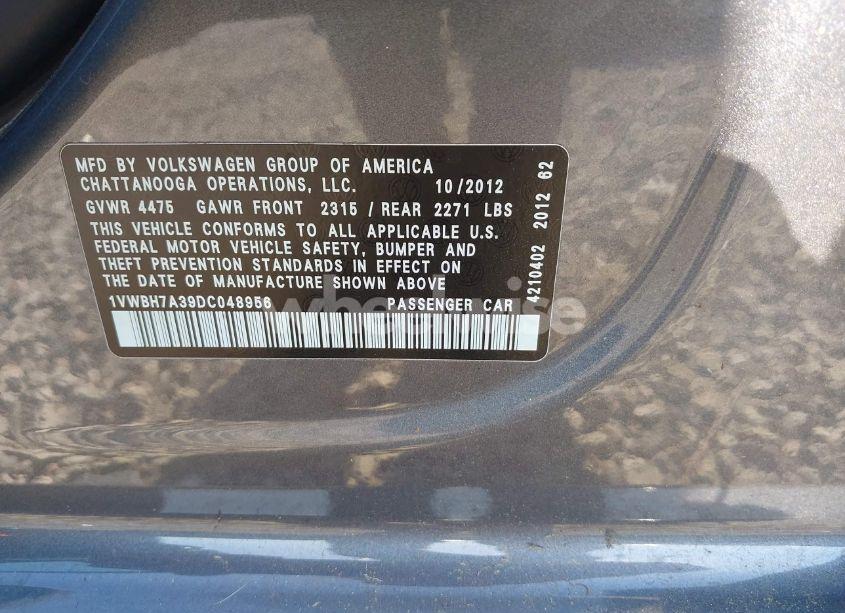 MFD BY VOLKSWAGEN GROUP OF AMERICA
CHATTANOOGA OPERATIONS, LLC. 10/2012
GVWR 4475 GAWR FRONT 2315 / REAR 2271 LBS
THIS VEHICLE CONFORMS TO ALL APPLICABLE U.S.
FEDERAL MOTOR VEHICLE SAFETY, BUMPER AND
THEFT PREVENTION STANDARDS IN EFFECT ON
THE DATE OF MANUFACTURE SHOWN ABOVE
1VWBH7A39DC048956 PASSENGER CAR
4210402 2012 62
wheelwise